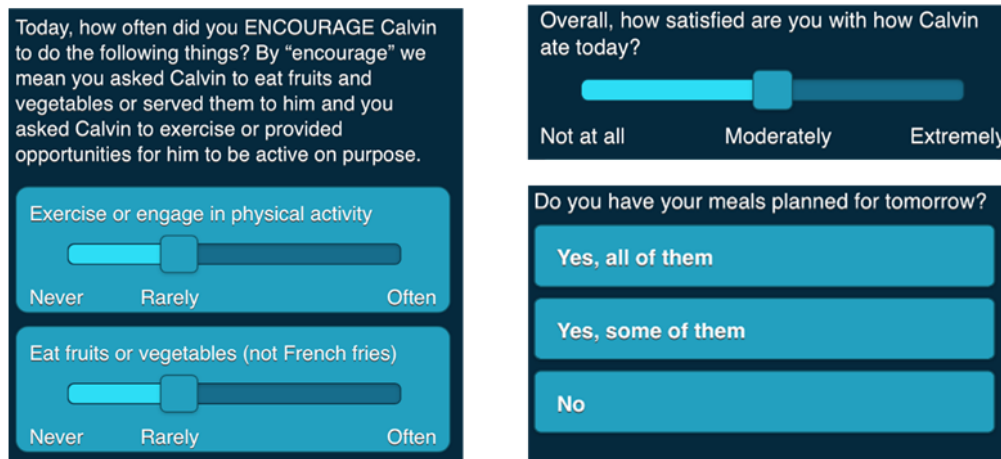 Today, how often did you ENCOURAGE Calvin
to do the following things? By “encourage” we
mean you asked Calvin to eat fruits and
vegetables or served them to him and you
asked Calvin to exercise or provided
opportunities for him to be active on purpose.
Exercise or engage in physical activity
Never Rarely Often
Eat fruits or vegetables (not French fries)
Never Rarely Often
Overall, how satisfied are you with how Calvin
ate today?
Not at all Moderately Extremely
Do you have your meals planned for tomorrow?
Yes, all of them
Yes, some of them
No